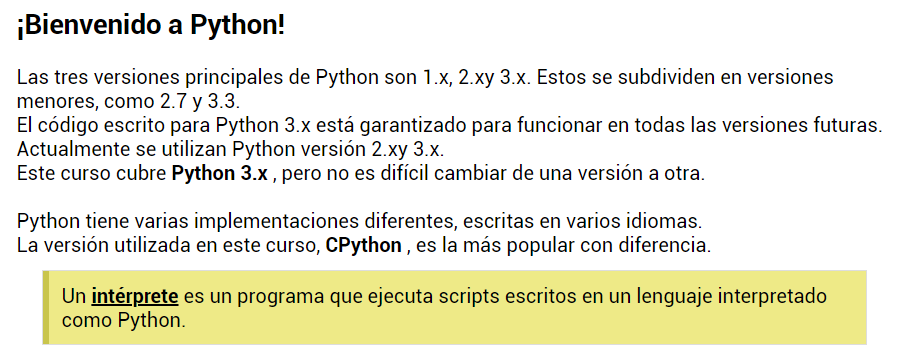 ¡Bienvenido a Python!
Las tres versiones principales de Python son 1.x, 2.xy 3.x. Estos se subdividen en versiones
menores, como 2.7 y 3.3.
El código escrito para Python 3.x está garantizado para funcionar en todas las versiones futuras.
Actualmente se utilizan Python versión 2.xy 3.x.
Este curso cubre Python 3.x , pero no es difícil cambiar de una versión a otra.
Python tiene varias implementaciones diferentes, escritas en varios idiomas.
La versión utilizada en este curso, CPython , es la más popular con diferencia.
Un intérprete es un programa que ejecuta scripts escritos en un lenguaje interpretado
como Python.